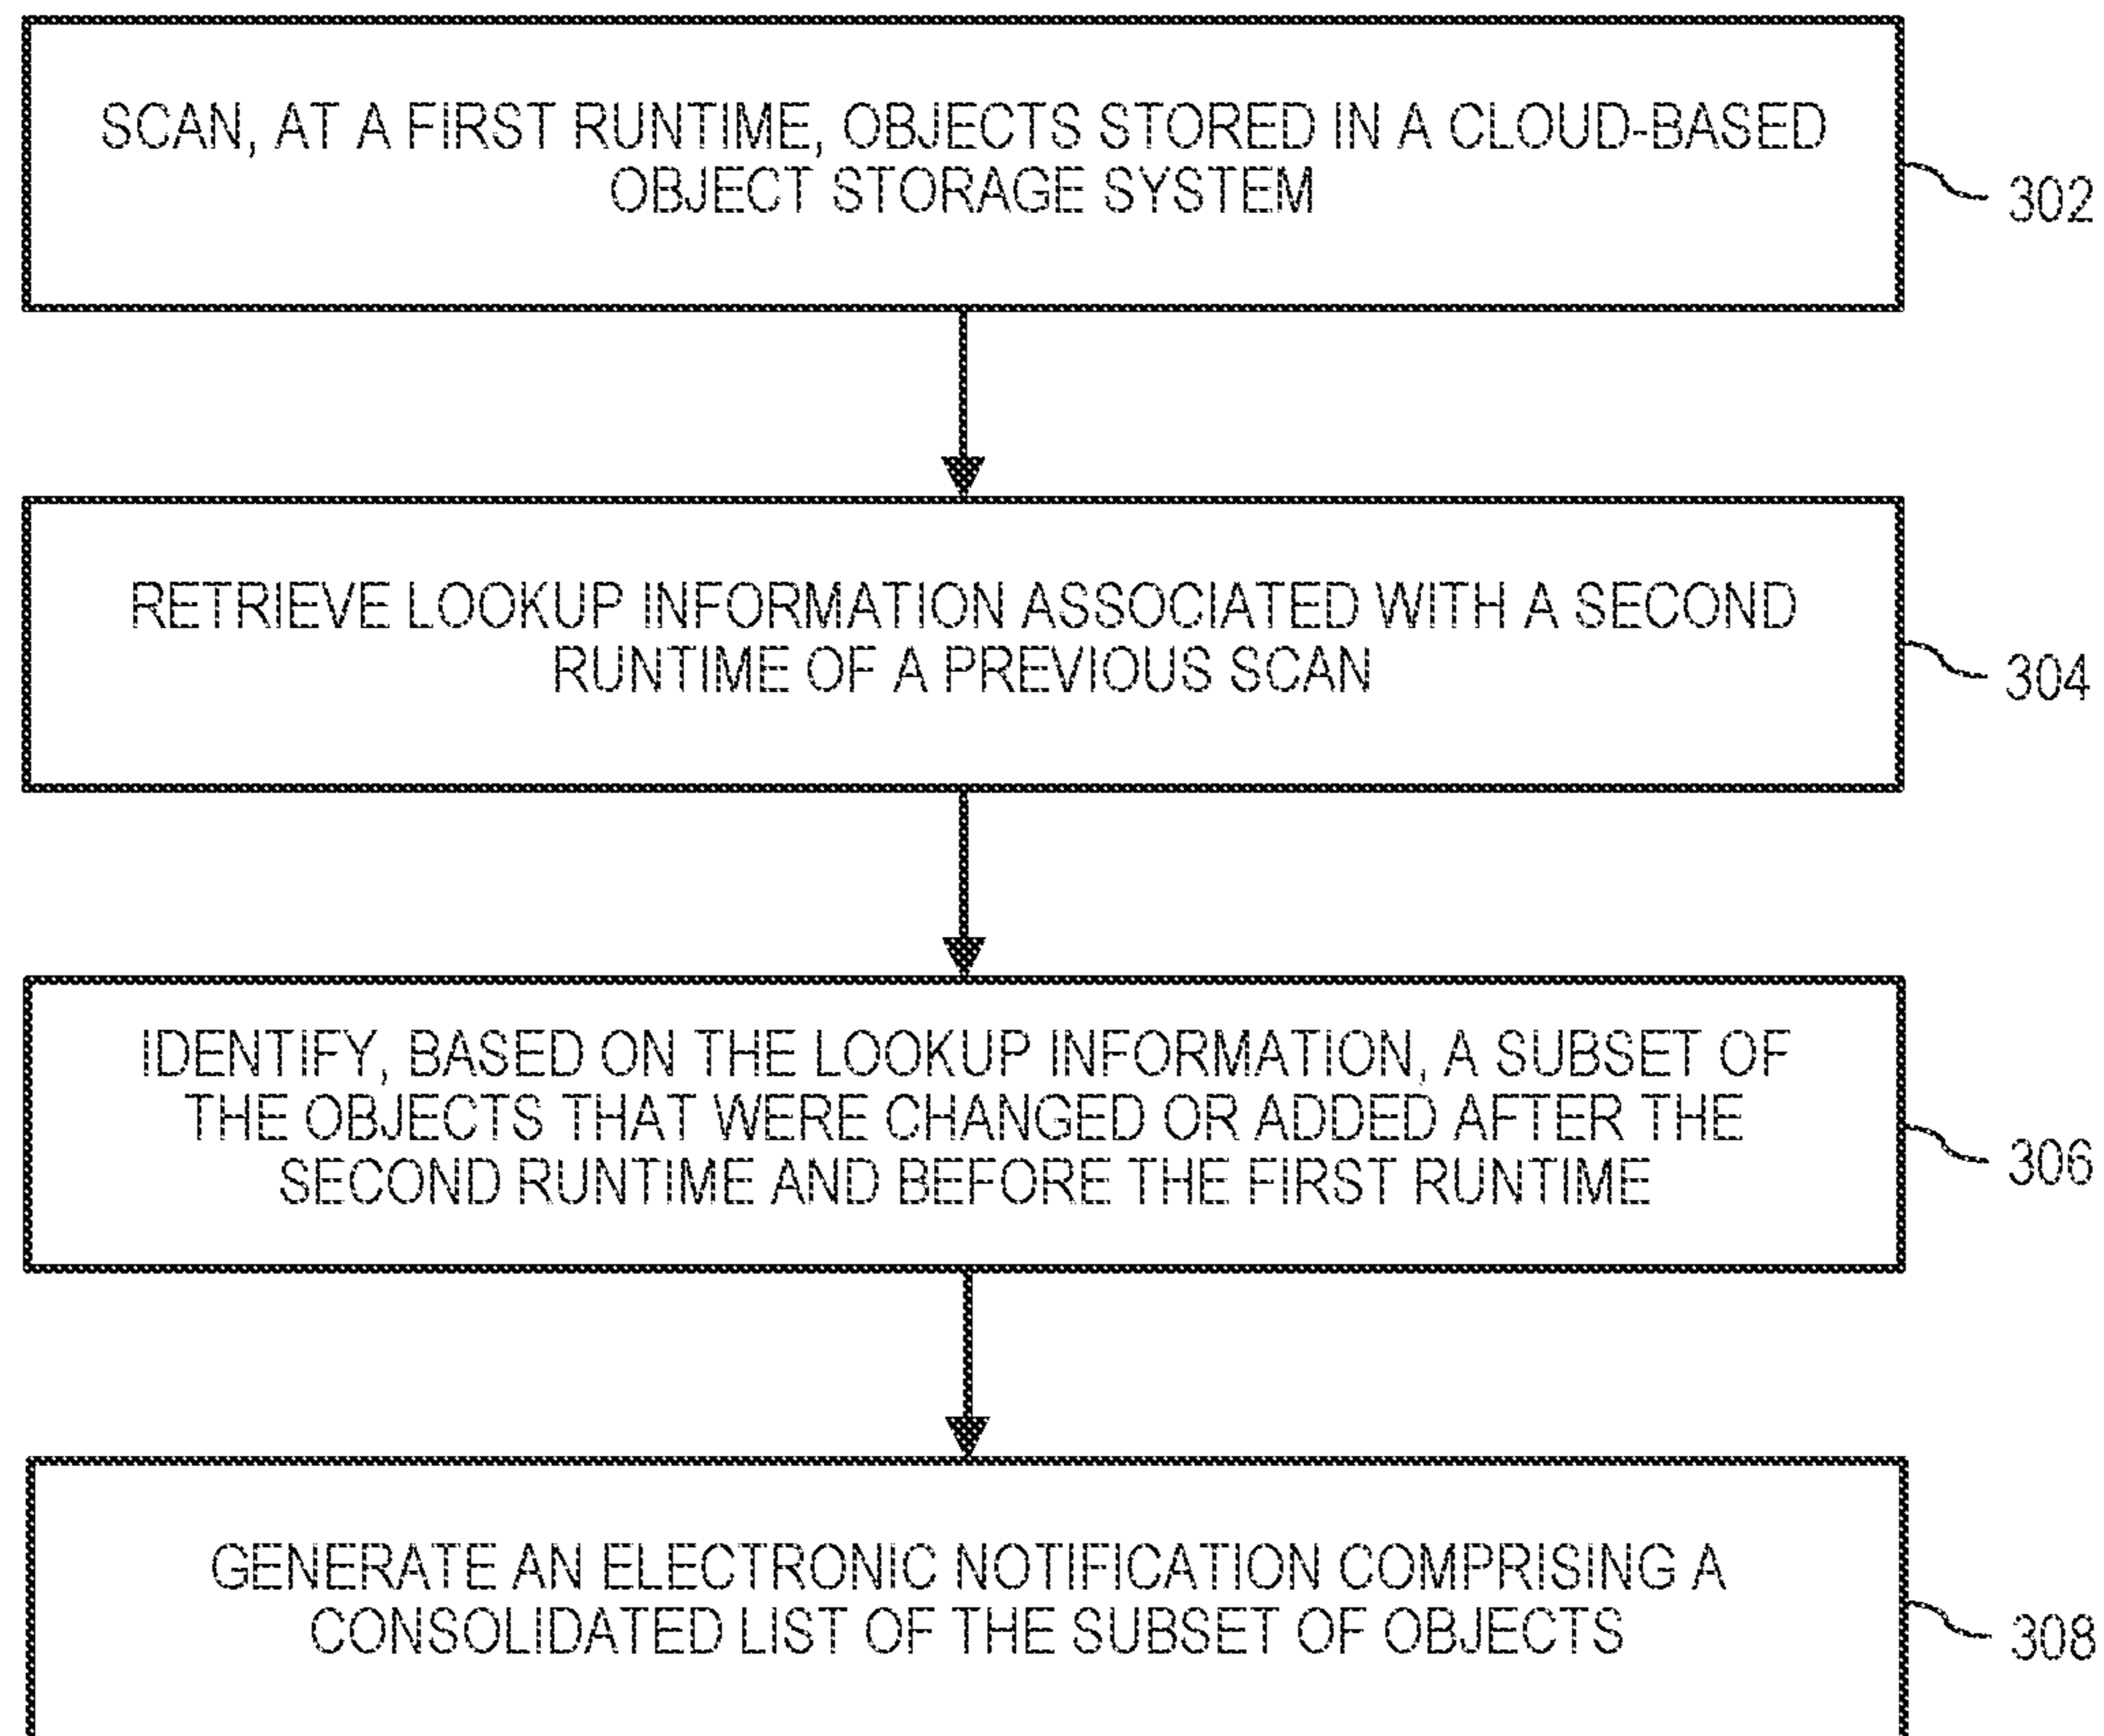 SCAN, AT A FIRST RUNTIME, OBJECTS STORED IN A CLOUD-BASED
OBJECT STORAGE SYSTEM
302
RETRIEVE LOOKUP INFORMATION ASSOCIATED WITH A SECOND
RUNTIME OF A PREVIOUS SCAN
304
IDENTIFY, BASED ON THE LOOKUP INFORMATION, A SUBSET OF
THE OBJECTS THAT WERE CHANGED OR ADDED AFTER THE
SECOND RUNTIME AND BEFORE THE FIRST RUNTIME
306
GENERATE AN ELECTRONIC NOTIFICATION COMPRISING A
CONSOLIDATED LIST OF THE SUBSET OF OBJECTS
308